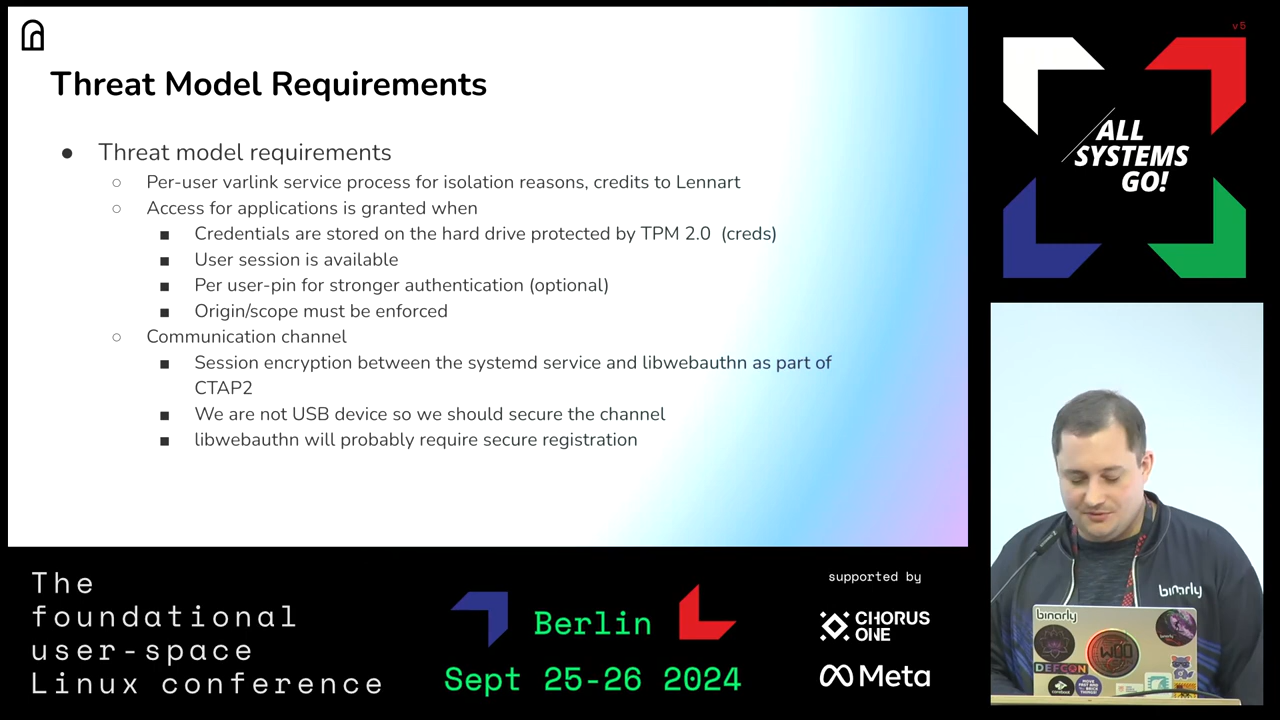 Threat Model Requirements
● Threat model requirements
○ Per-user varlink service process for isolation reasons, credits to Lennart
○ Access for applications is granted when
■ Credentials are stored on the hard drive protected by TPM 2.0 (creds)
■ User session is available
■ Per user-pin for stronger authentication (optional)
■ Origin/scope must be enforced
○ Communication channel
■ Session encryption between the systemd service and libwebauthn as part of
CTAP2
■ We are not USB device so we should secure the channel
■ libwebauthn will probably require secure registration
v5
ALL
SYSTEMS
GO!
binarly
binarly
WOO
DEFCON
The
foundational
user-space
Linux conference
Berlin
Sept 25-26 2024
supported by
CHORUS
ONE
Meta